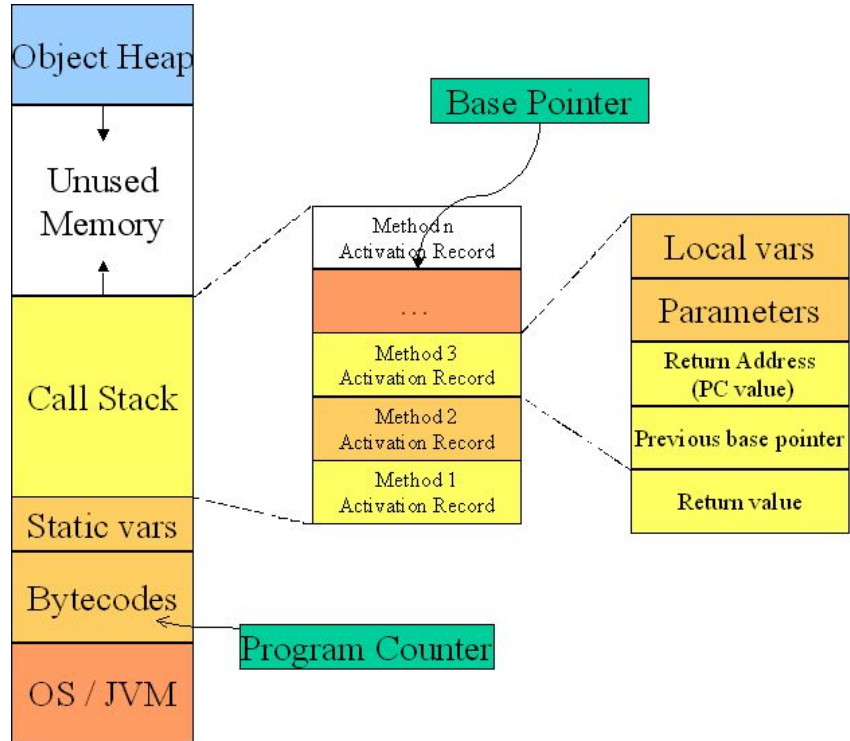 Object Heap
Unused
Memory
Call Stack
Static vars
Bytecodes
OS / JVM
Base Pointer
Method n
Activation Record
. . .
Method 3
Activation Record
Method 2
Activation Record
Method 1
Activation Record
Program Counter
Local vars
Parameters
Return Address
(PC value)
Previous base pointer
Return value